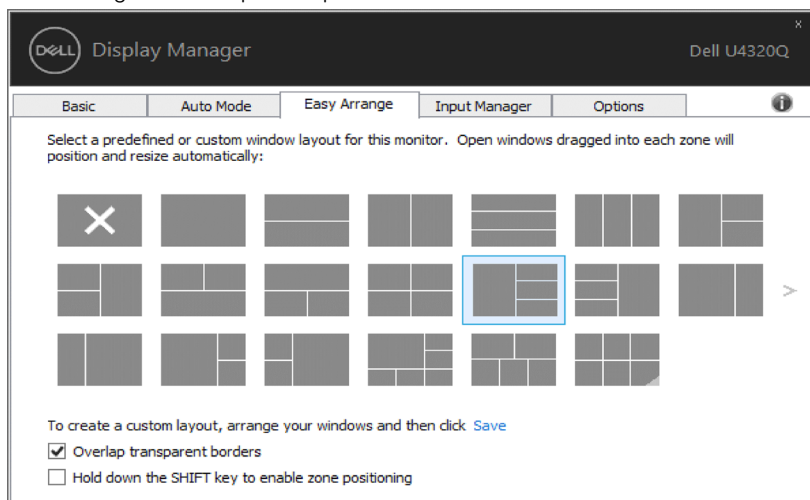 x
DELL Display Manager
Dell U4320Q
Basic
Auto Mode
Easy Arrange
Input Manager
Options
Select a predefined or custom window layout for this monitor. Open windows dragged into each zone will
position and resize automatically:
>
To create a custom layout, arrange your windows and then click Save
Overlap transparent borders
Hold down the SHIFT key to enable zone positioning